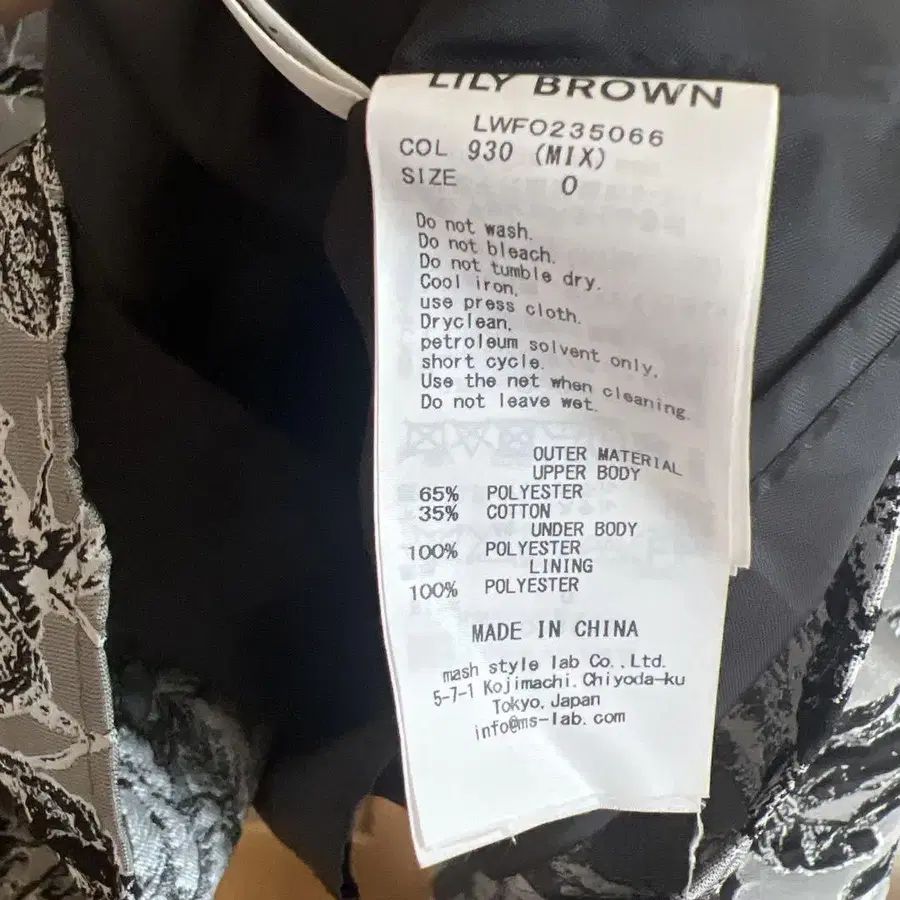 LILY BROWN
LWFO235066
COL 930 (MIX)
SIZE 0
Do not wash.
Do not bleach.
Do not tumble dry.
Cool iron,
use press cloth.
Dryclean,
petroleum solvent only,
short cycle.
Use the net when cleaning.
Do not leave wet.
OUTER MATERIAL
UPPER BODY
65% POLYESTER
35% COTTON
UNDER BODY
100% POLYESTER
LINING
100% POLYESTER
MADE IN CHINA
mash style lab Co.,Ltd.
5-7-1 Kojimachi,Chiyoda-ku
Tokyo,Japan
info@ms-lab.com